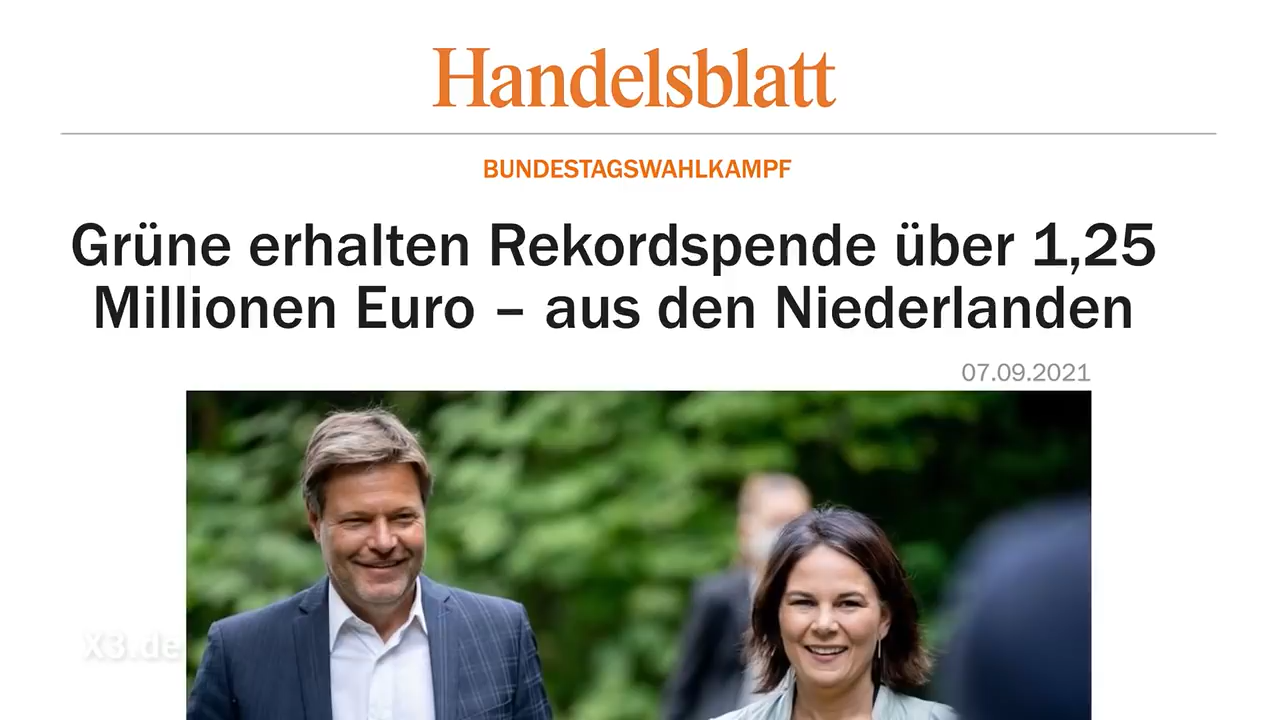 Handelsblatt
BUNDESTAGSWAHLKAMPF
Grüne erhalten Rekordspende über 1,25
Millionen Euro – aus den Niederlanden
07.09.2021
X3.de